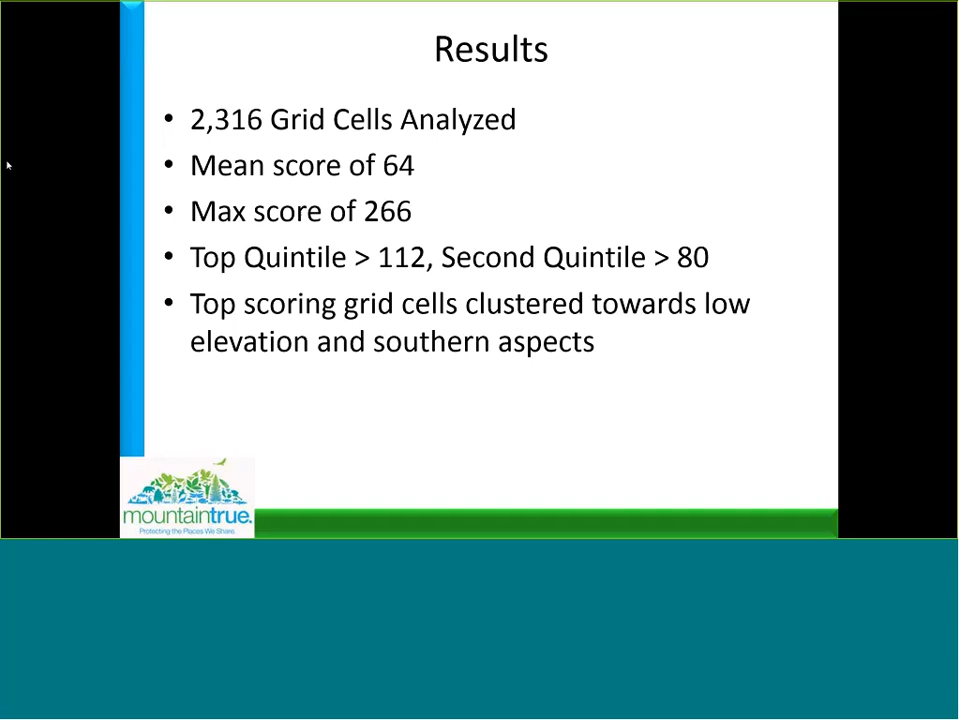 Results
• 2,316 Grid Cells Analyzed
• Mean score of 64
• Max score of 266
• Top Quintile > 112, Second Quintile > 80
• Top scoring grid cells clustered towards low
elevation and southern aspects
mountaintrue.
Protecting the Places We Share.